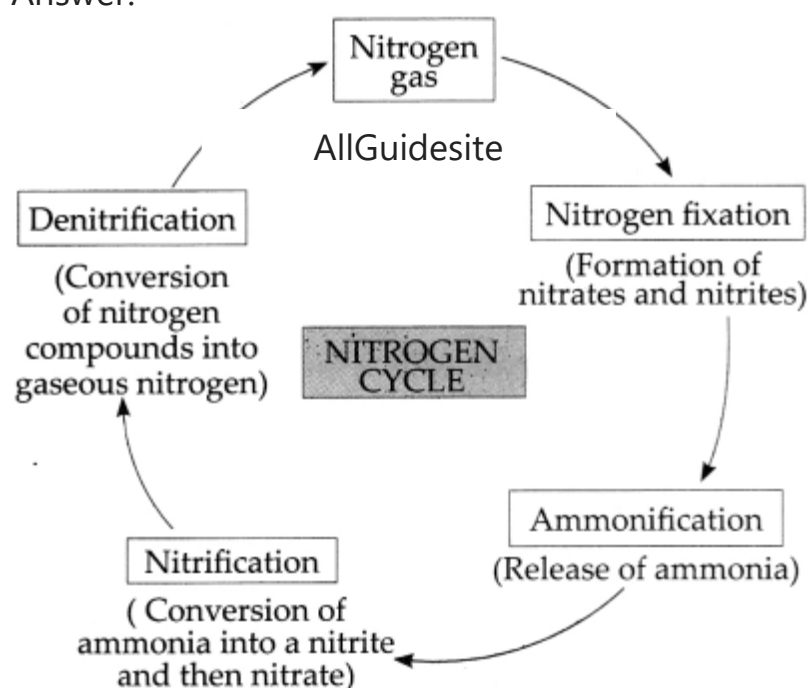 Answer:
Nitrogen
gas
AllGuidesite
Denitrification
(Conversion
of nitrogen
compounds into
gaseous nitrogen)
Nitrogen fixation
(Formation of
nitrates and nitrites)
NITROGEN
CYCLE
Ammonification
(Release of ammonia)
Nitrification
( Conversion of
ammonia into a nitrite
and then nitrate)